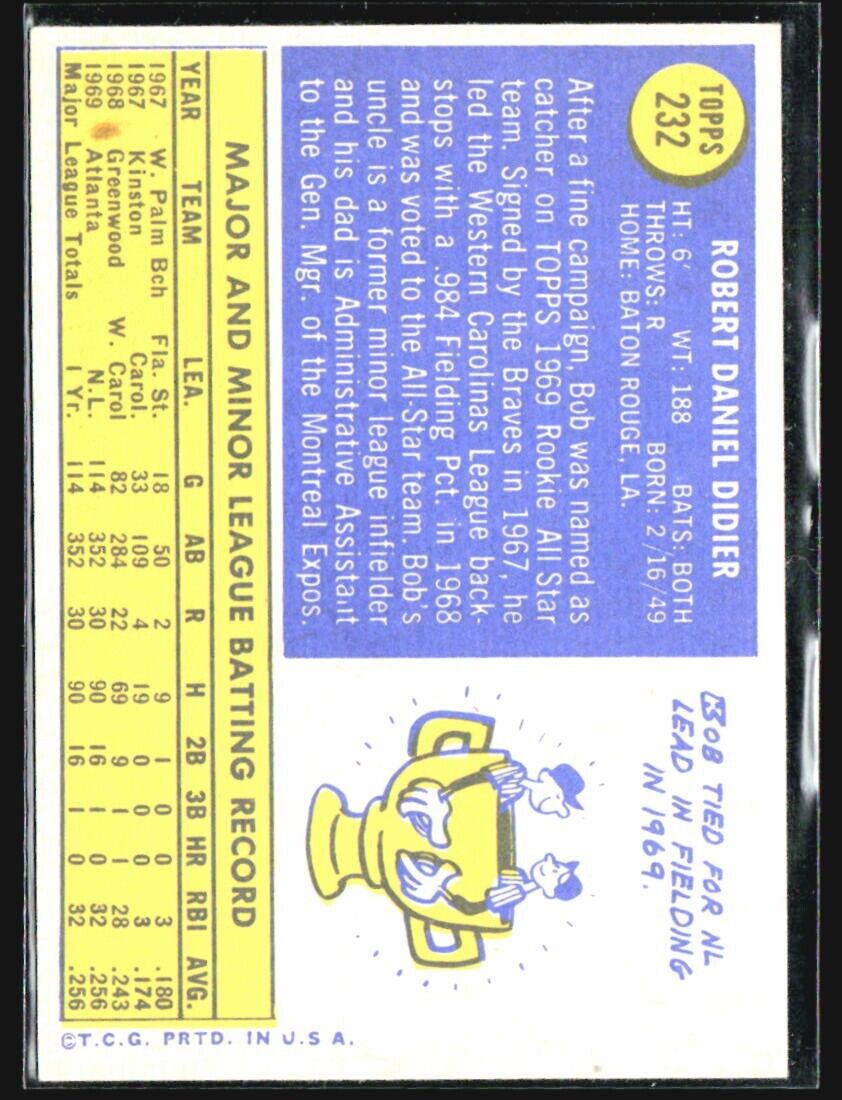 TOPPS
232
ROBERT DANIEL DIDIER
HT: 6' WT: 188 BATS: BOTH
THROWS: R BORN: 2/16/49
HOME: BATON ROUGE, LA.
After a fine campaign, Bob was named as
catcher on TOPPS 1969 Rookie All Star
team. Signed by the Braves in 1967, he
led the Western Carolinas League back-
stops with a .984 Fielding Pct. in 1968
and was voted to the All-Star team. Bob's
uncle is a former minor league infielder
and his dad is Administrative Assistant
to the Gen. Mgr. of the Montreal Expos.
BOB TIED FOR NL
LEAD IN FIELDING
IN 1969.
MAJOR AND MINOR LEAGUE BATTING RECORD
YEAR TEAM LEA. G AB R H 2B 3B HR RBI AVG.
1967 W. Palm Bch Fla. St. 18 50 2 9 1 0 0 3 .180
1967 Kinston Carol. 33 109 4 19 0 0 0 3 .174
1968 Greenwood W. Carol 82 284 22 69 9 1 1 28 .243
1969 Atlanta N.L. 114 352 30 90 16 1 0 32 .256
Major League Totals 1 Yr. 114 352 30 90 16 1 0 32 .256
©T.C.G. PRTD. IN U.S.A.